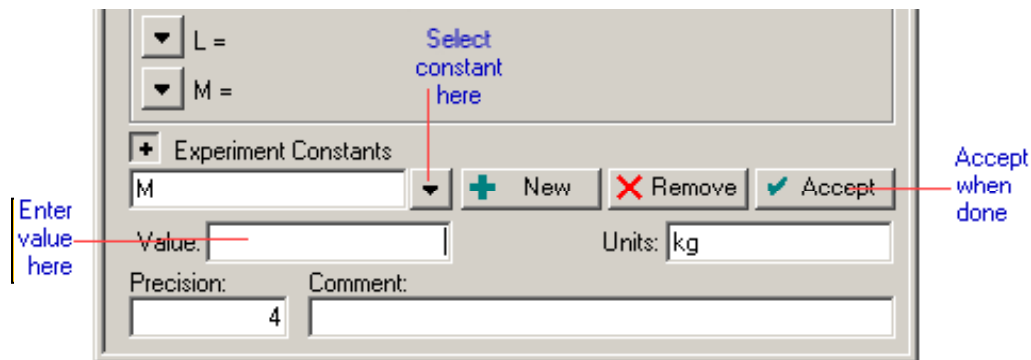 L =
Select
constant
here
M =
Experiment Constants
M
New
Remove
Accept
Accept
when
done
Enter
value
here
Value:
Units: kg
Precision:
Comment:
4